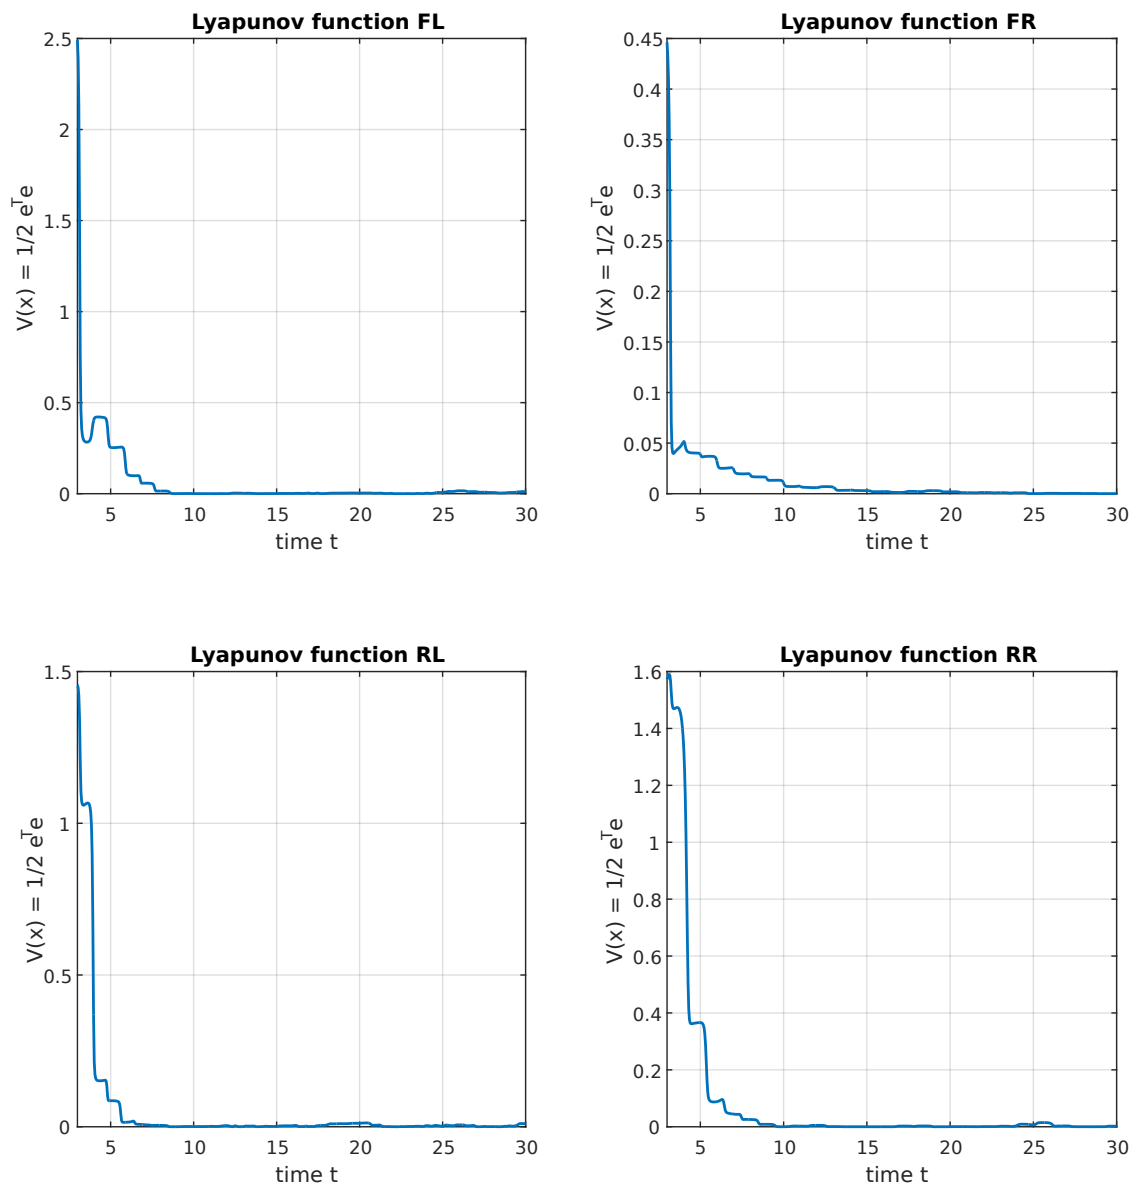 Lyapunov function FL
V(x) = 1/2 eTe
2.5
2
1.5
1
0.5
0
5 10 15 20 25 30
time t
Lyapunov function FR
V(x) = 1/2 eTe
0.45
0.4
0.35
0.3
0.25
0.2
0.15
0.1
0.05
0
5 10 15 20 25 30
time t
Lyapunov function RL
V(x) = 1/2 eTe
1.5
1
0.5
0
5 10 15 20 25 30
time t
Lyapunov function RR
V(x) = 1/2 eTe
1.6
1.4
1.2
1
0.8
0.6
0.4
0.2
0
5 10 15 20 25 30
time t